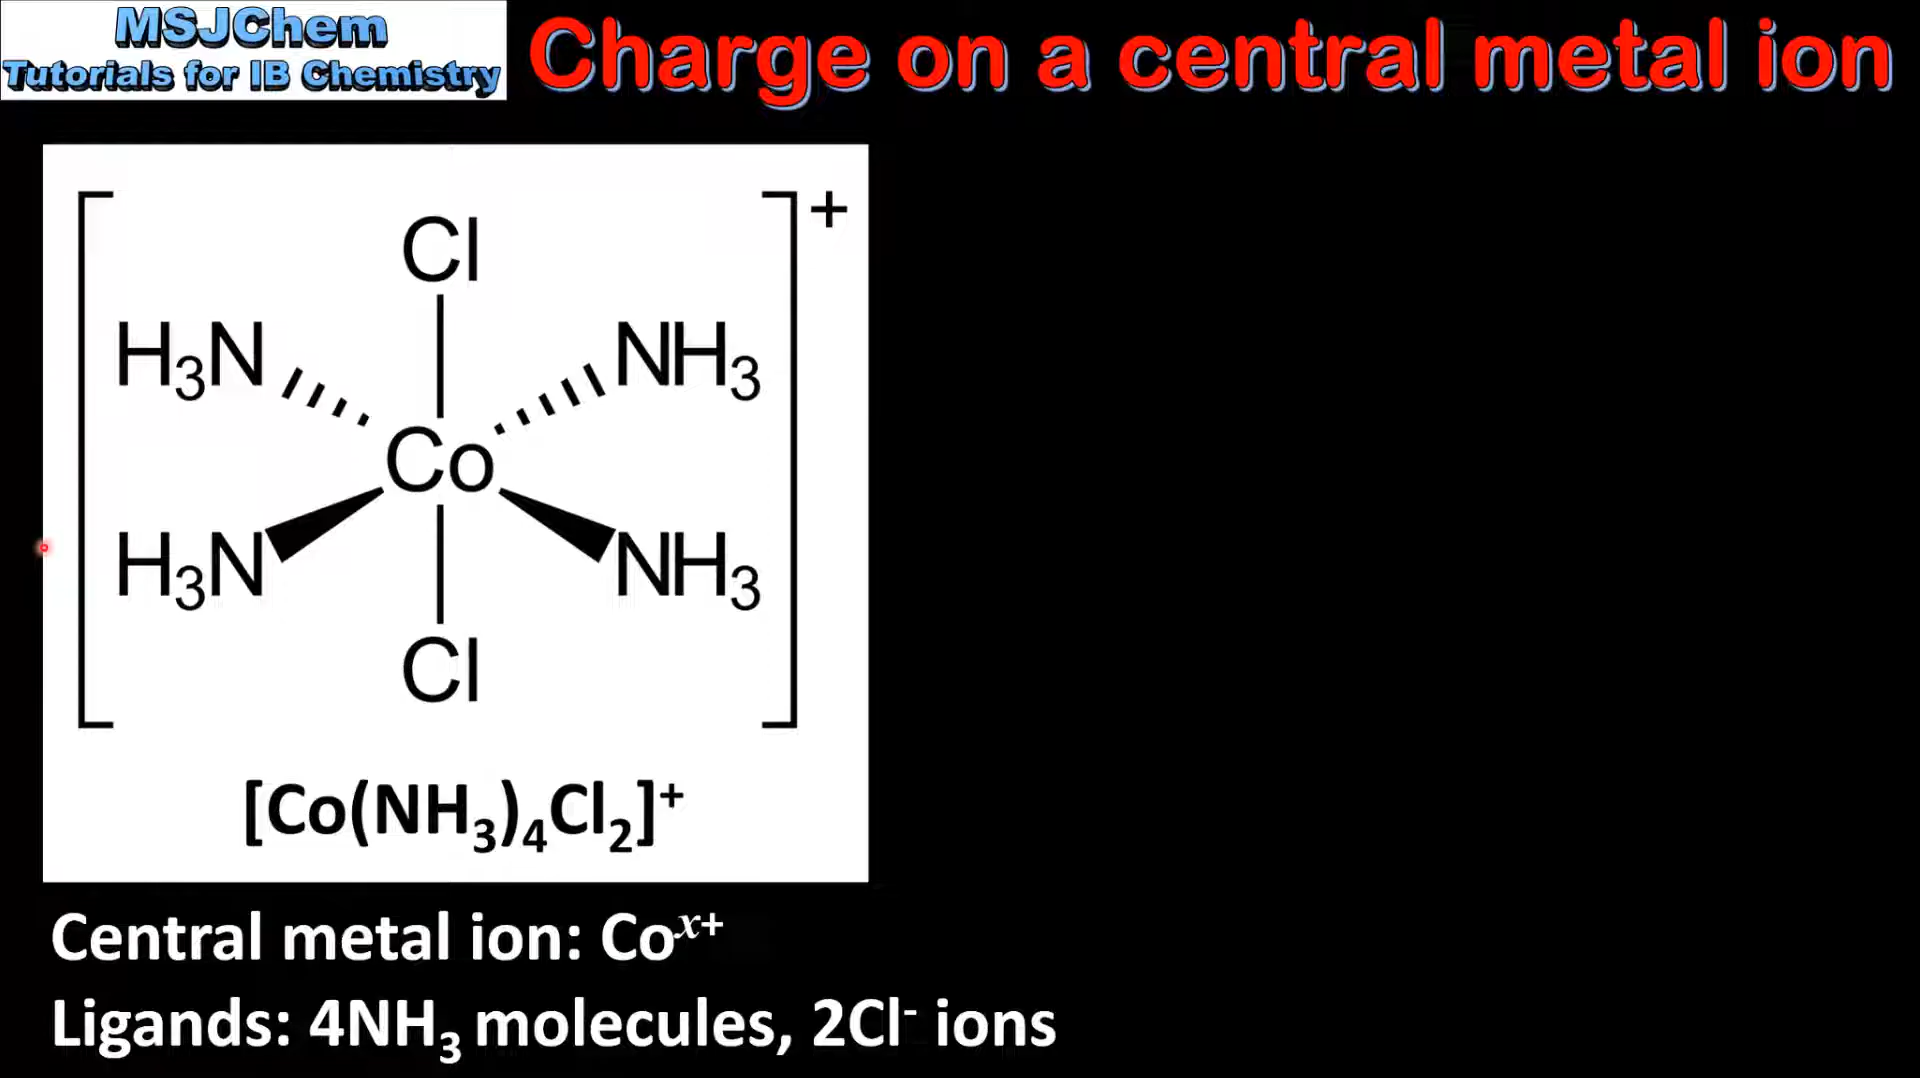 MSJChem
Tutorials for IB Chemistry
Charge on a central metal ion
[ ]⁺
Cl
H₃N NH₃
Co
H₃N NH₃
Cl
[Co(NH₃)₄Cl₂]⁺
Central metal ion: Coˣ⁺
Ligands: 4NH₃ molecules, 2Cl⁻ ions